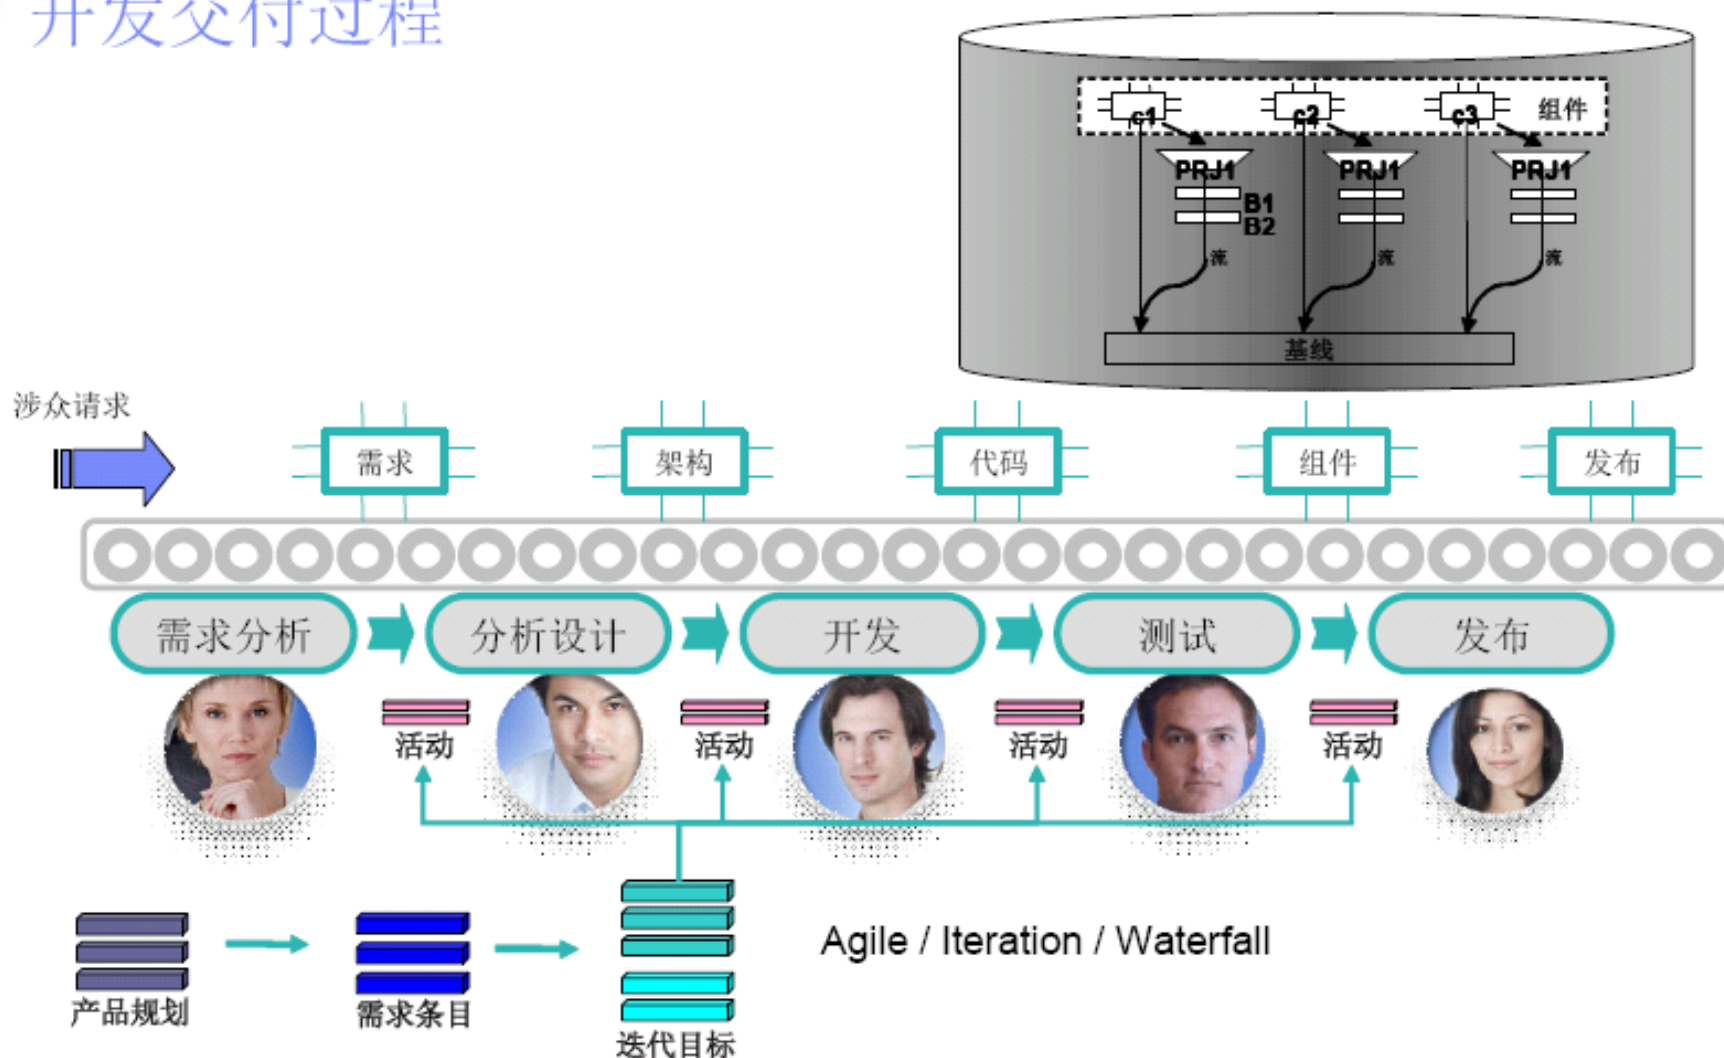 开发交付过程
c1
c2
c3
组件
PRJ1
PRJ1
PRJ1
B1
B2
流
流
流
基线
涉众请求
需求
架构
代码
组件
发布
需求分析
分析设计
开发
测试
发布
活动
活动
活动
活动
Agile / Iteration / Waterfall
产品规划
需求条目
迭代目标